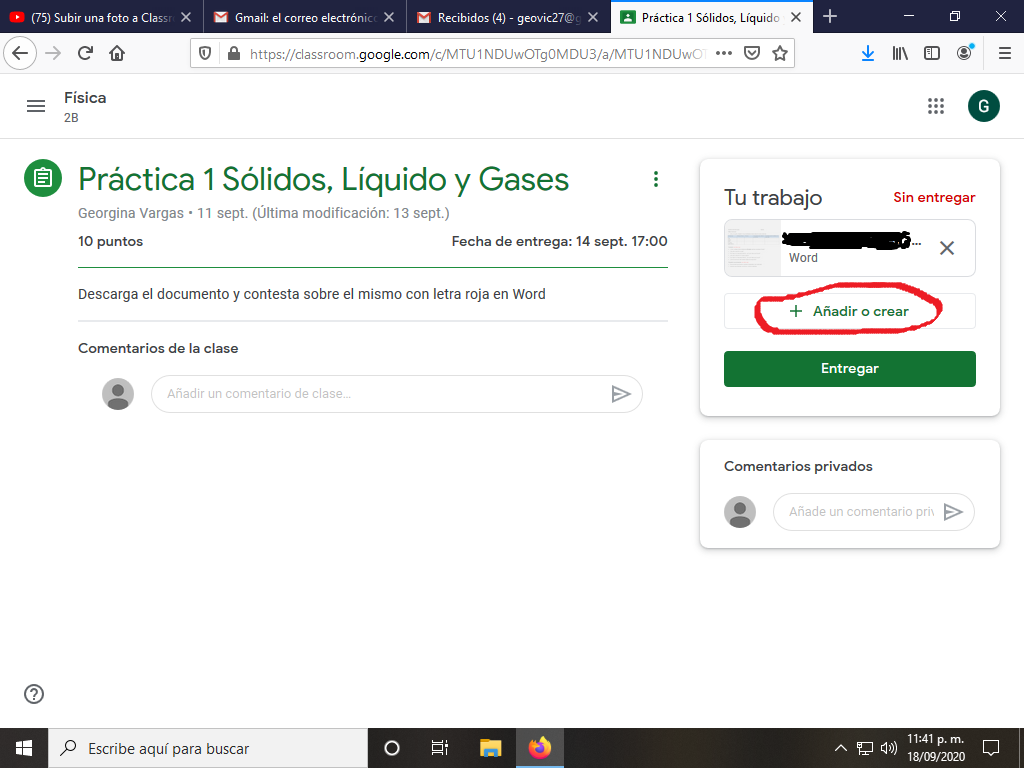 (75) Subir una foto a Classr
Gmail: el correo electrónico
Recibidos (4) - geovic27@g
Práctica 1 Sólidos, Líquido
https://classroom.google.com/c/MTU1NDUwOTg0MDU3/a/MTU1NDUwOT
Física
2B
G
Práctica 1 Sólidos, Líquido y Gases
Georgina Vargas • 11 sept. (Última modificación: 13 sept.)
10 puntos
Fecha de entrega: 14 sept. 17:00
Descarga el documento y contesta sobre el mismo con letra roja en Word
Comentarios de la clase
Añadir un comentario de clase...
Tu trabajo
Sin entregar
Word
+ Añadir o crear
Entregar
Comentarios privados
Añade un comentario priv
Escribe aquí para buscar
11:41 p. m.
18/09/2020